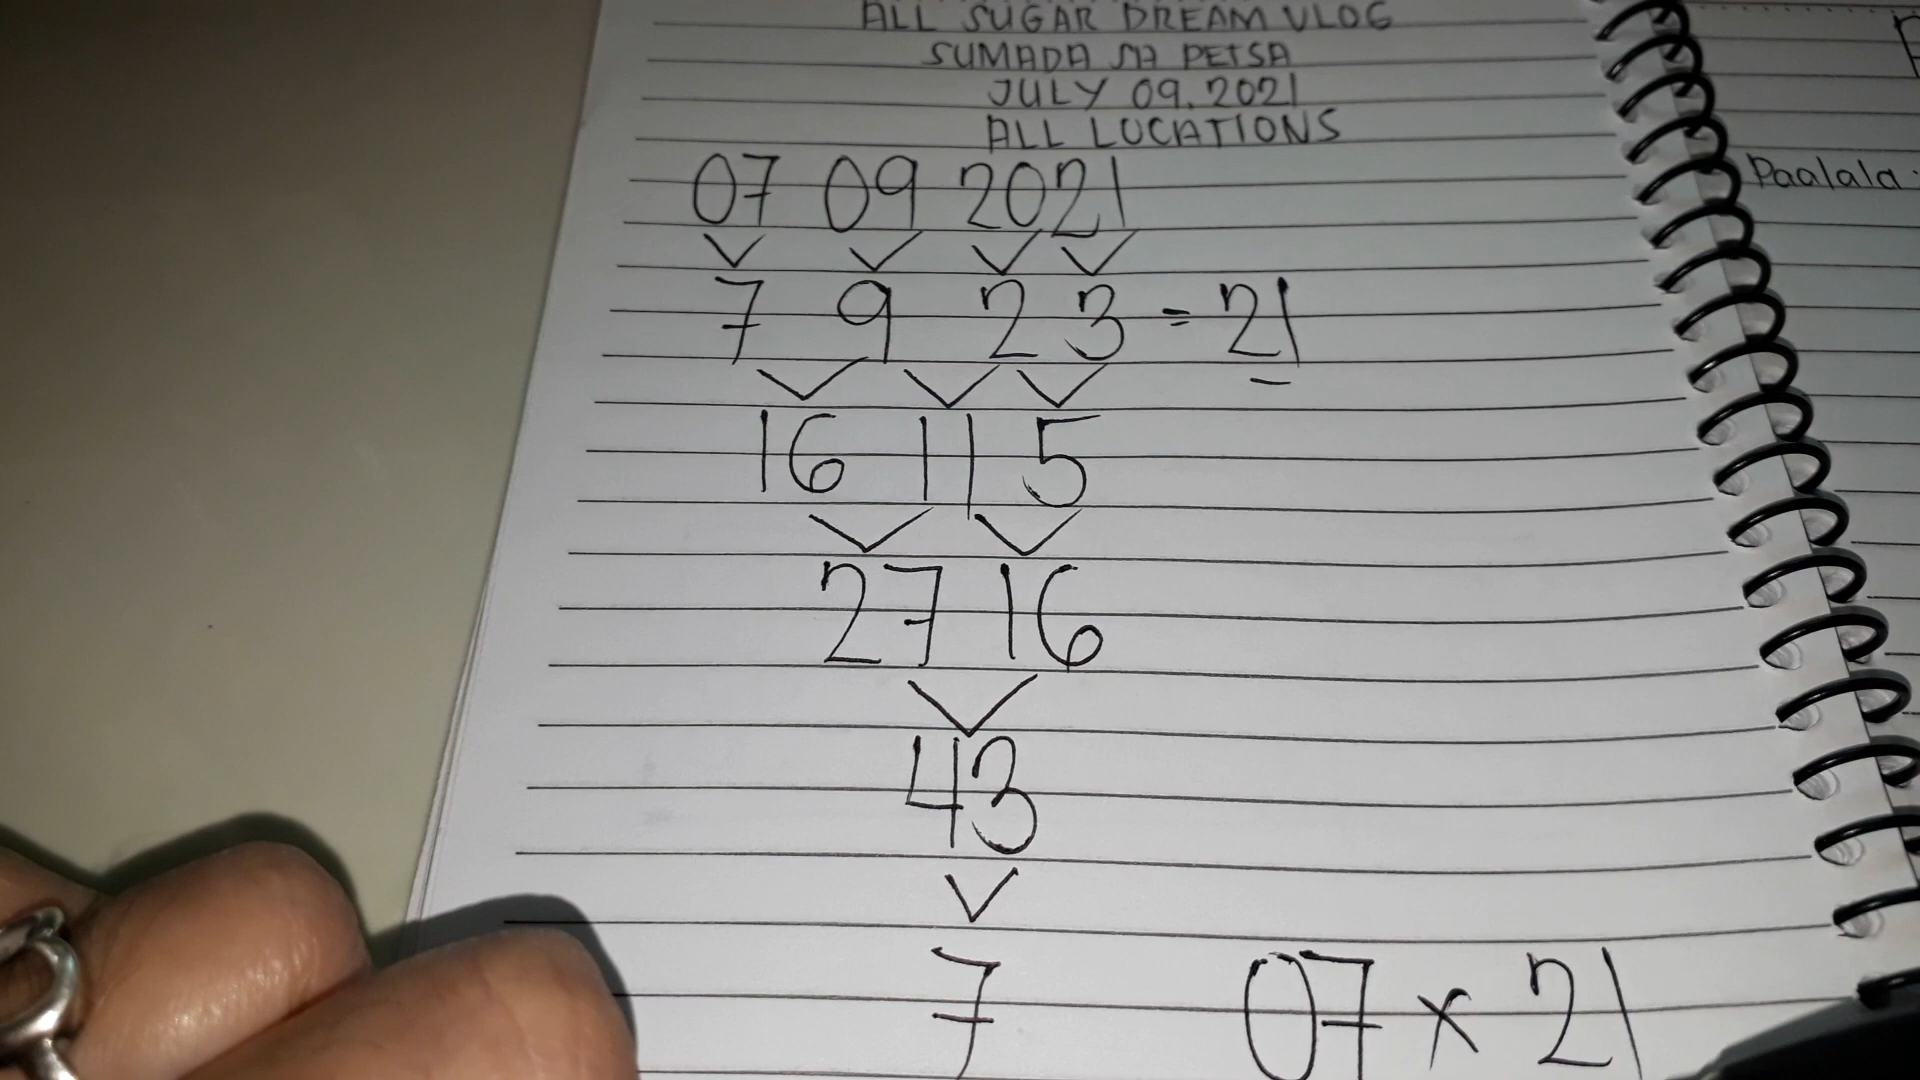 ALL SUGAR DREAM VLOG
SUMADA SA PETSA
JULY 09.2021
ALL LOCATIONS
07 09 2021
7 9 2 3 = 21
16 11 5
27 16
43
7 07 x 21
Paalala